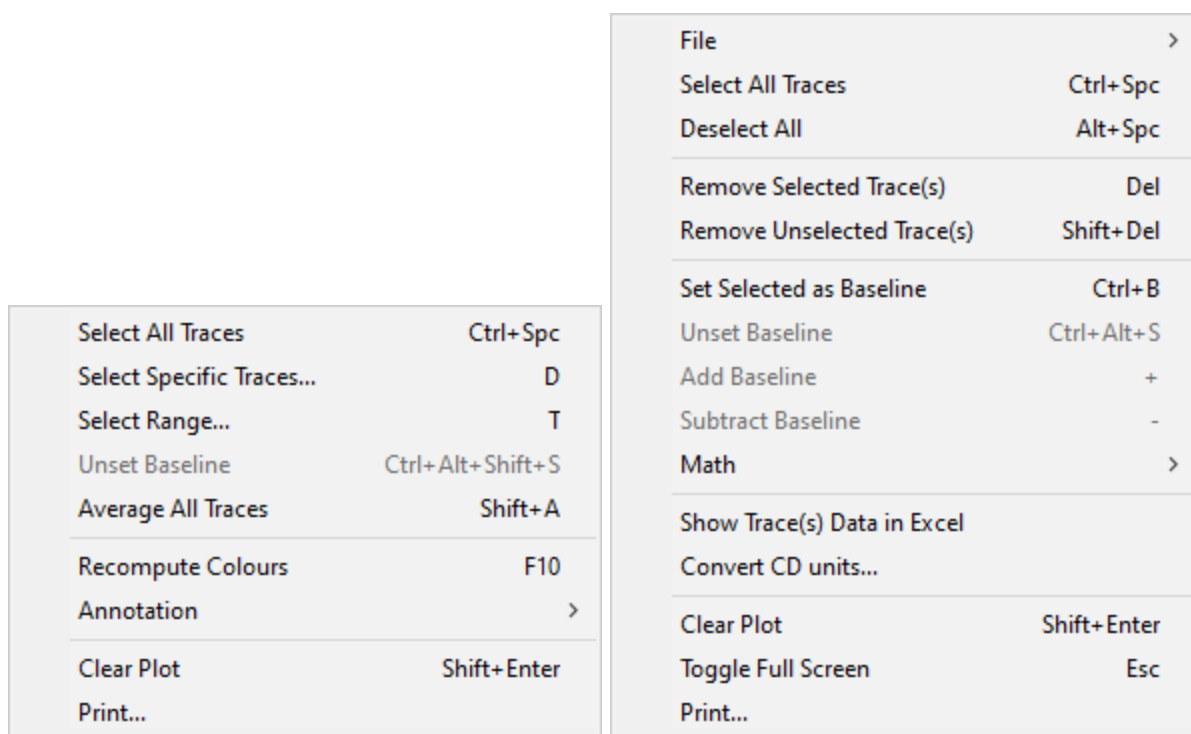 Select All Traces Ctrl+Spc
Select Specific Traces... D
Select Range... T
Unset Baseline Ctrl+Alt+Shift+S
Average All Traces Shift+A
Recompute Colours F10
Annotation >
Clear Plot Shift+Enter
Print...
File >
Select All Traces Ctrl+Spc
Deselect All Alt+Spc
Remove Selected Trace(s) Del
Remove Unselected Trace(s) Shift+Del
Set Selected as Baseline Ctrl+B
Unset Baseline Ctrl+Alt+S
Add Baseline +
Subtract Baseline -
Math >
Show Trace(s) Data in Excel
Convert CD units...
Clear Plot Shift+Enter
Toggle Full Screen Esc
Print...